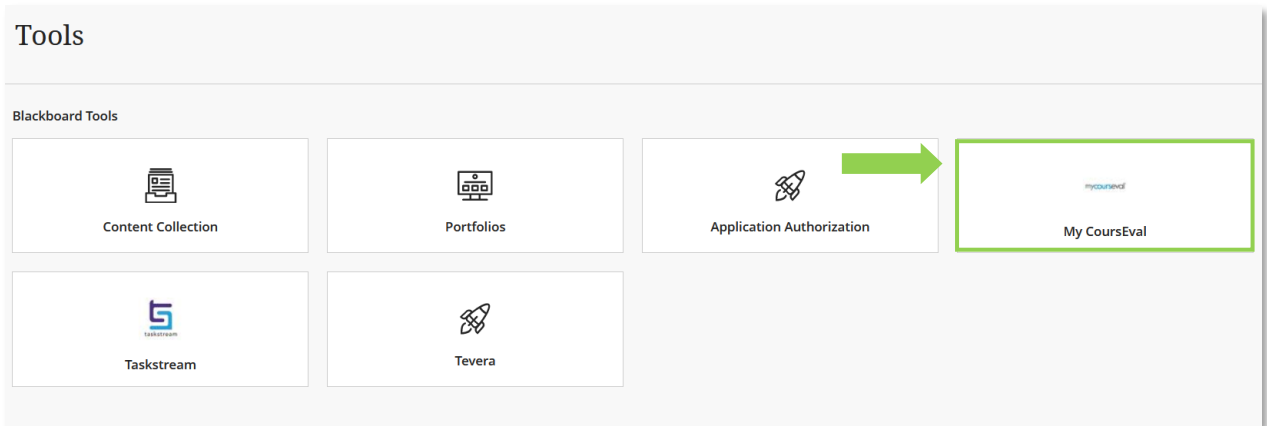 Tools
Blackboard Tools
Content Collection
Portfolios
Application Authorization
mycourseval
My CoursEval
taskstream
Taskstream
Tevera